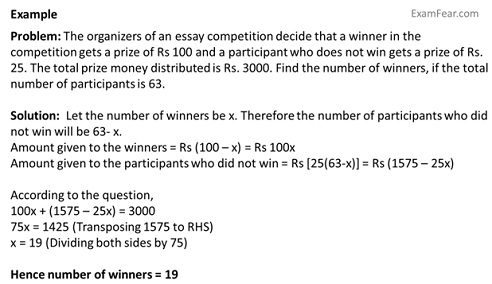 Example
ExamFear.com
Problem: The organizers of an essay competition decide that a winner in the
competition gets a prize of Rs 100 and a participant who does not win gets a prize of Rs.
25. The total prize money distributed is Rs. 3000. Find the number of winners, if the total
number of participants is 63.
Solution: Let the number of winners be x. Therefore the number of participants who did
not win will be 63- x.
Amount given to the winners = Rs (100 – x) = Rs 100x
Amount given to the participants who did not win = Rs [25(63-x)] = Rs (1575 – 25x)
According to the question,
100x + (1575 – 25x) = 3000
75x = 1425 (Transposing 1575 to RHS)
x = 19 (Dividing both sides by 75)
Hence number of winners = 19